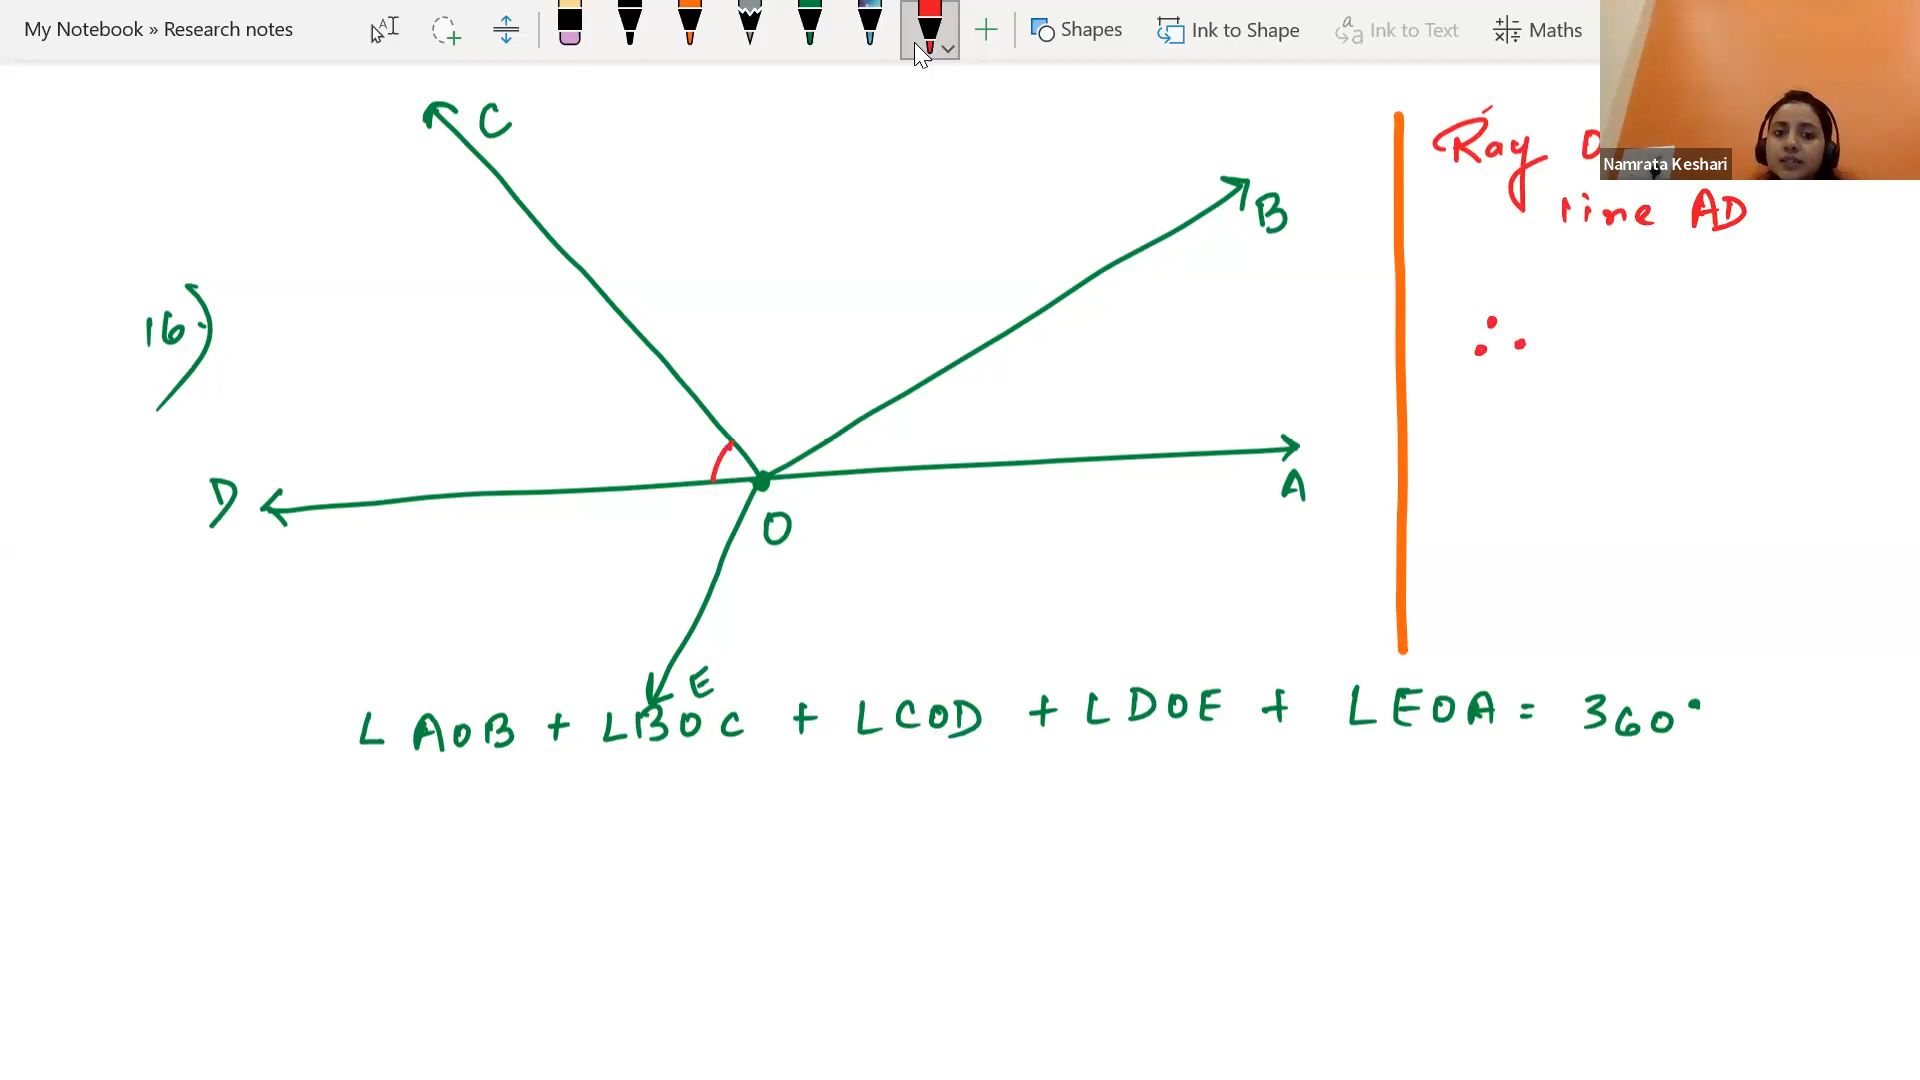 My Notebook » Research notes
Shapes
Ink to Shape
Ink to Text
Maths
Namrata Keshari
C
B
Ray
line AD
16.)
∴
D
O
A
E
∠AOB + ∠BOC + ∠COD + ∠DOE + ∠EOA = 360°